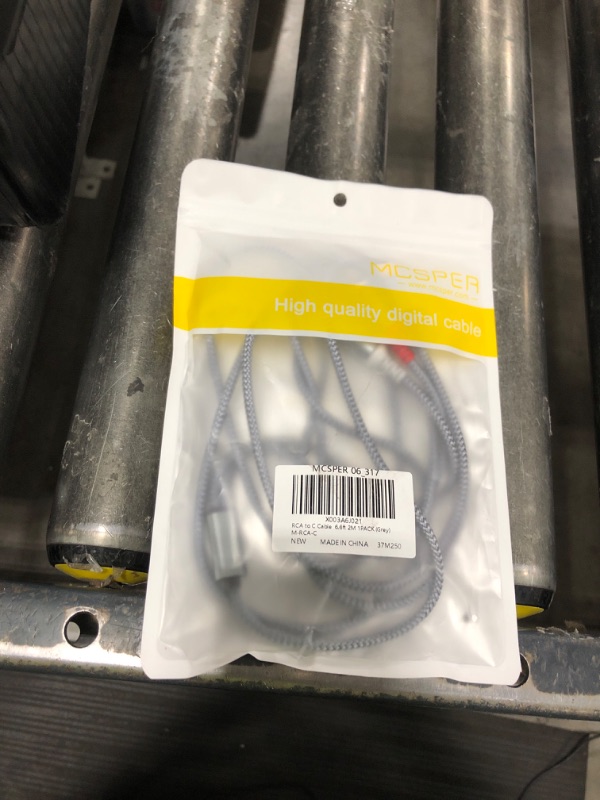 MCSPER
High quality digital cable
MCSPER 06 317
X003A6J021
RCA to C Cable 6.6ft 2M 1PACK (Grey)
M-RCA-C
NEW MADE IN CHINA 37M250